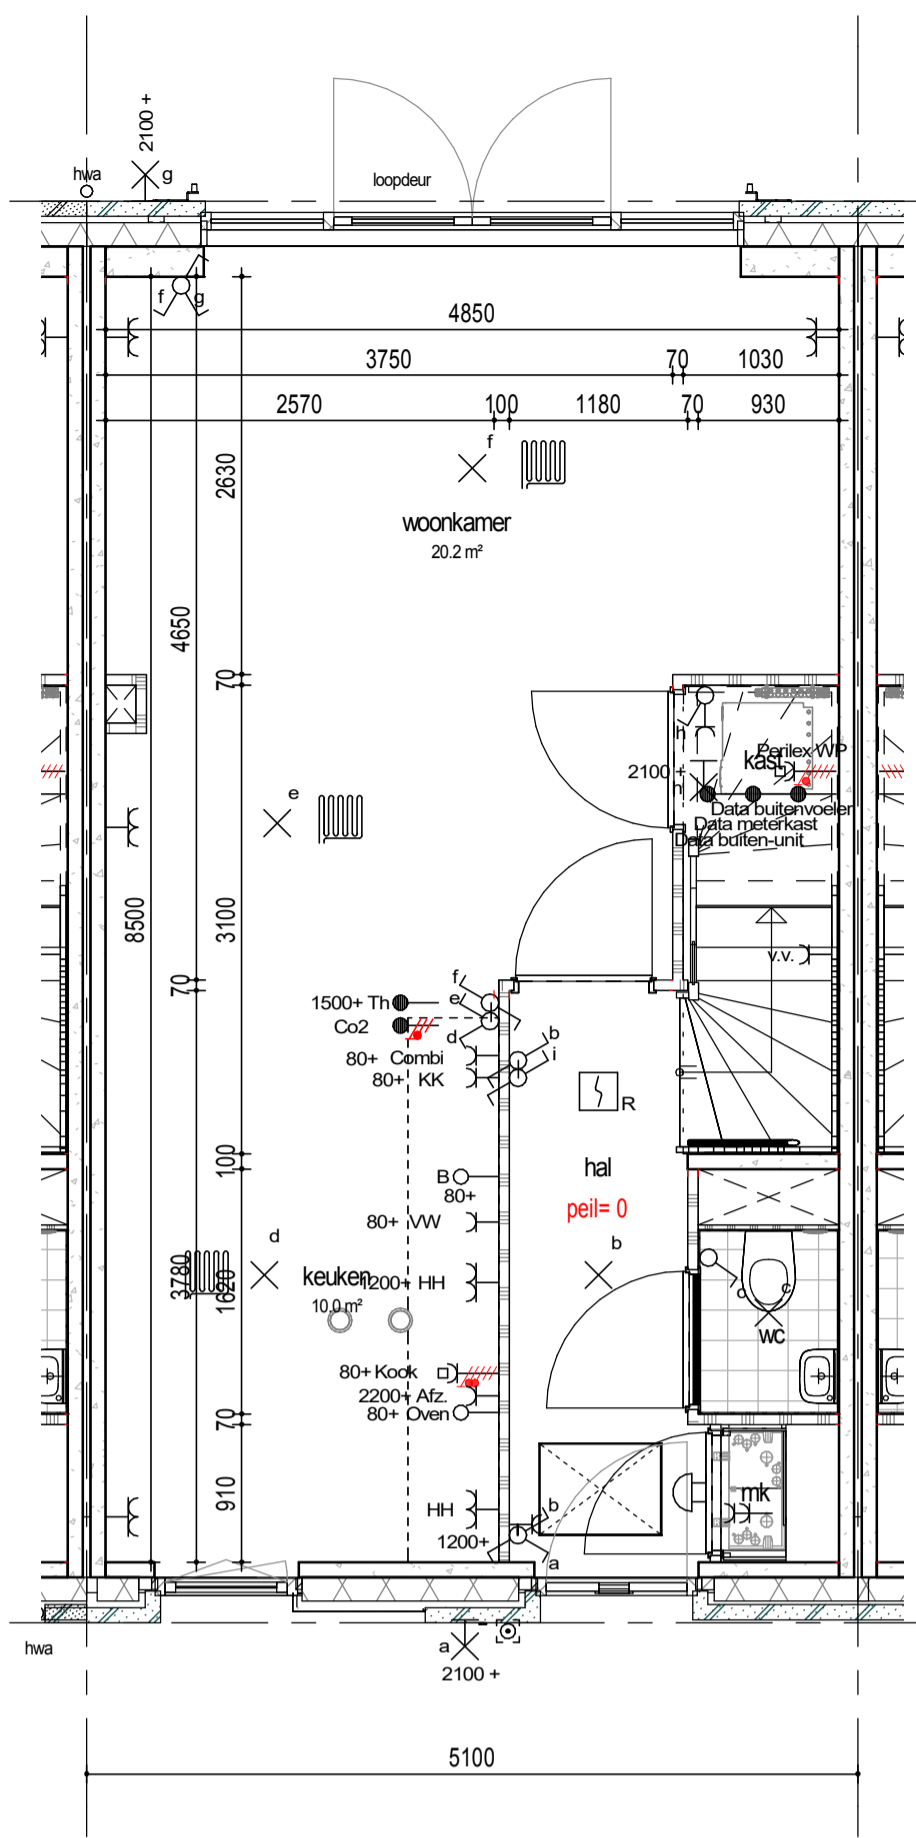 2100 +
hwa
g
loopdeur
f
g
4850
3750
70
1030
2570
100
1180
70
930
f
2630
woonkamer
20.2 m²
4650
70
h
Perilex WP
kast
2100 +
h
e
Data buitenvoeler
Data meterkast
Data buiten-unit
8500
3100
v.v.
70
f
1500+ Th
e
Co2
d
b
80+ Combi
i
80+ KK
R
100
hal
B
80+
peil= 0
80+ VW
d
b
3780
1620
keuken
1200+ HH
10.0 m²
c
c
wc
80+ Kook
2200+ Afz.
80+ Oven
70
910
mk
HH
b
1200+
a
hwa
a
2100 +
5100